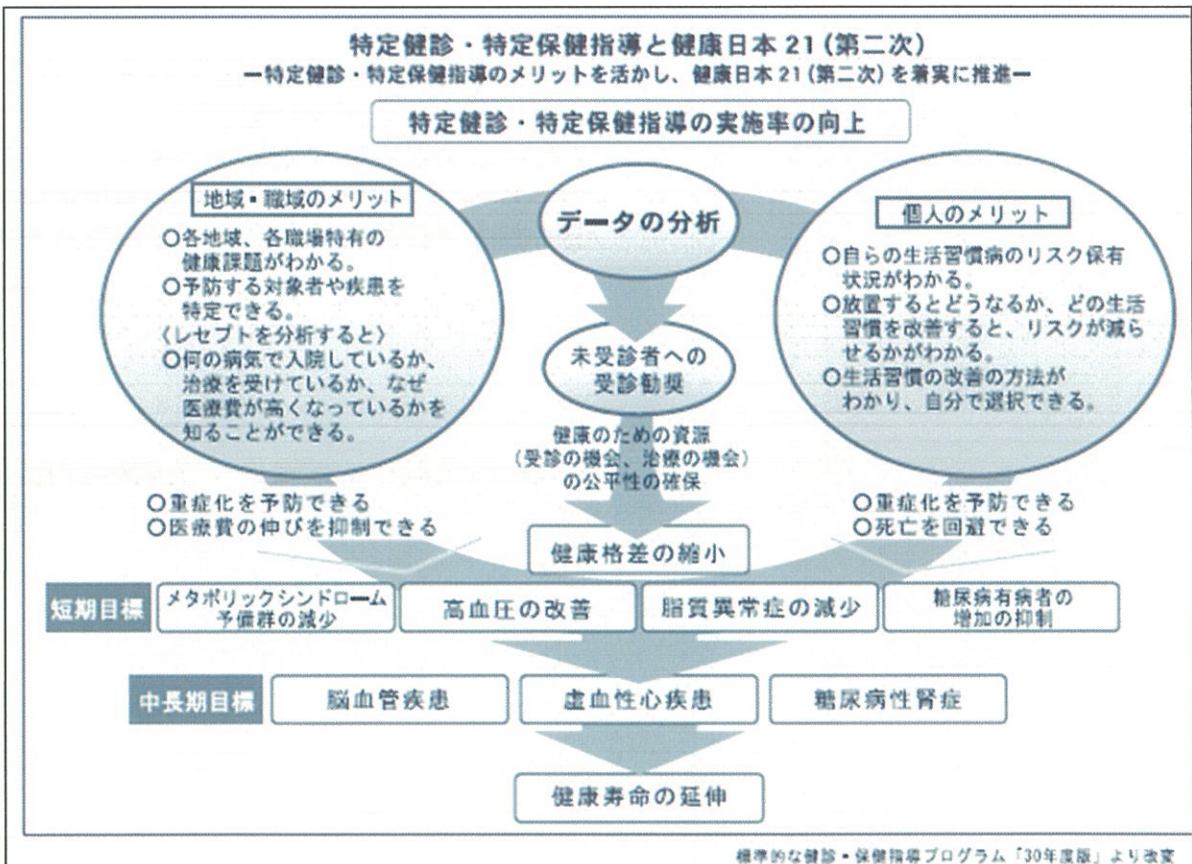 特定健診・特定保健指導と健康日本21(第二次)
ー特定健診・特定保健指導のメリットを活かし、健康日本21(第二次)を着実に推進ー
特定健診・特定保健指導の実施率の向上
地域・職域のメリット
○各地域、各職場特有の
健康課題がわかる。
○予防する対象者や疾患を
特定できる。
〈レセプトを分析すると〉
○何の病気で入院しているか、
治療を受けているか、なぜ
医療費が高くなっているかを
知ることができる。
データの分析
未受診者への
受診勧奨
健康のための資源
(受診の機会、治療の機会)
の公平性の確保
個人のメリット
○自らの生活習慣病のリスク保有
状況がわかる。
○放置するとどうなるか、どの生活
習慣を改善すると、リスクが減ら
せるかがわかる。
○生活習慣の改善の方法が
わかり、自分で選択できる。
○重症化を予防できる
○医療費の伸びを抑制できる
健康格差の縮小
○重症化を予防できる
○死亡を回避できる
短期目標
メタボリックシンドローム
予備群の減少
高血圧の改善
脂質異常症の減少
糖尿病有病者の
増加の抑制
中長期目標
脳血管疾患
虚血性心疾患
糖尿病性腎症
健康寿命の延伸
標準的な健診・保健指導プログラム「30年度版」より改変